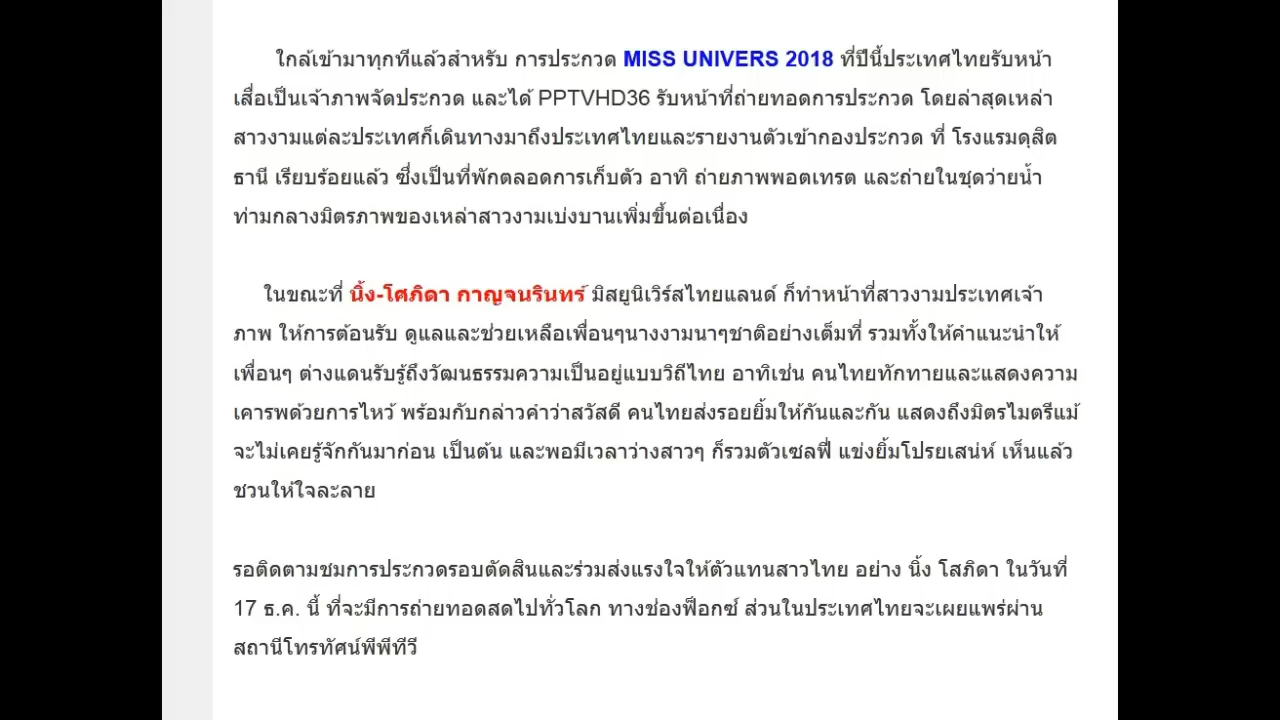 ใกล้เข้ามาทุกทีแล้วสำหรับ การประกวด MISS UNIVERS 2018 ที่ปีนี้ประเทศไทยรับหน้า
เสื่อเป็นเจ้าภาพจัดประกวด และได้ PPTVHD36 รับหน้าที่ถ่ายทอดการประกวด โดยล่าสุดเหล่า
สาวงามแต่ละประเทศก็เดินทางมาถึงประเทศไทยและรายงานตัวเข้ากองประกวด ที่ โรงแรมดุสิต
ธานี เรียบร้อยแล้ว ซึ่งเป็นที่พักตลอดการเก็บตัว อาทิ ถ่ายภาพพอตเทรต และถ่ายในชุดว่ายน้ำ
ท่ามกลางมิตรภาพของเหล่าสาวงามเบ่งบานเพิ่มขึ้นต่อเนื่อง
ในขณะที่ นิ้ง-โศภิดา กาญจนรินทร์ มิสยูนิเวิร์สไทยแลนด์ ก็ทำหน้าที่สาวงามประเทศเจ้า
ภาพ ให้การต้อนรับ ดูแลและช่วยเหลือเพื่อนๆนางงามนาๆชาติอย่างเต็มที่ รวมทั้งให้คำแนะนำให้
เพื่อนๆ ต่างแดนรับรู้ถึงวัฒนธรรมความเป็นอยู่แบบวิถีไทย อาทิเช่น คนไทยทักทายและแสดงความ
เคารพด้วยการไหว้ พร้อมกับกล่าวคำว่าสวัสดี คนไทยส่งรอยยิ้มให้กันและกัน แสดงถึงมิตรไมตรีแม้
จะไม่เคยรู้จักกันมาก่อน เป็นต้น และพอมีเวลาว่างสาวๆ ก็รวมตัวเซลฟี่ แข่งยิ้มโปรยเสน่ห์ เห็นแล้ว
ชวนให้ใจละลาย
รอติดตามชมการประกวดรอบตัดสินและร่วมส่งแรงใจให้ตัวแทนสาวไทย อย่าง นิ้ง โสภิดา ในวันที่
17 ธ.ค. นี้ ที่จะมีการถ่ายทอดสดไปทั่วโลก ทางช่องฟ็อกซ์ ส่วนในประเทศไทยจะเผยแพร่ผ่าน
สถานีโทรทัศน์พีพีทีวี